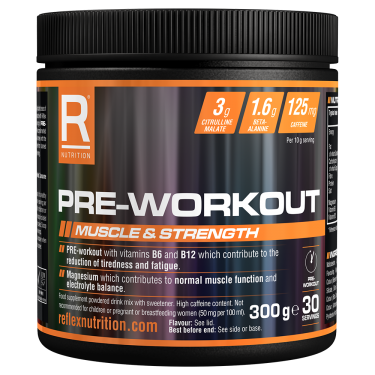 R
NUTRITION
3g
CITRULLINE
MALATE
1.6g
BETA-
ALANINE
125mg
CAFFEINE
Per 10g serving
PRE-WORKOUT
MUSCLE & STRENGTH
PRE-workout with vitamins B6 and B12 which contribute to the
reduction of tiredness and fatigue.
Magnesium which contributes to normal muscle function and
electrolyte balance.
PRE-
WORKOUT
Food supplement powdered drink mix with sweetener. High caffeine content. Not
recommended for children or pregnant or breastfeeding women (50 mg per 100 ml).
reflexnutrition.com
Flavour: See lid.
Best before end: See side or base.
300g e
30
SERVINGS